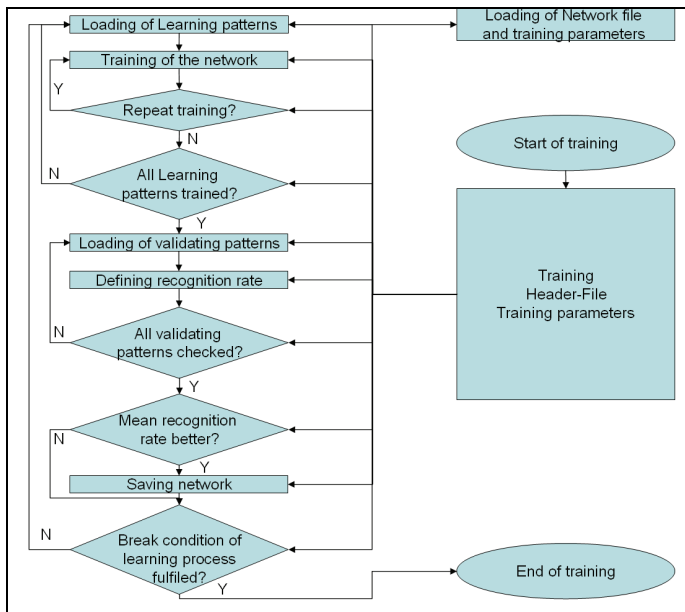 Loading of Learning patterns
Loading of Network file
and training parameters
Training of the network
Y
Repeat training?
N
Start of training
All Learning
patterns trained?
N
Y
Loading of validating patterns
Defining recognition rate
Training
Header-File
Training parameters
All validating
patterns checked?
N
Y
Mean recognition
rate better?
N
Y
Saving network
N
Break condition of
learning process
fulfiled?
Y
End of training